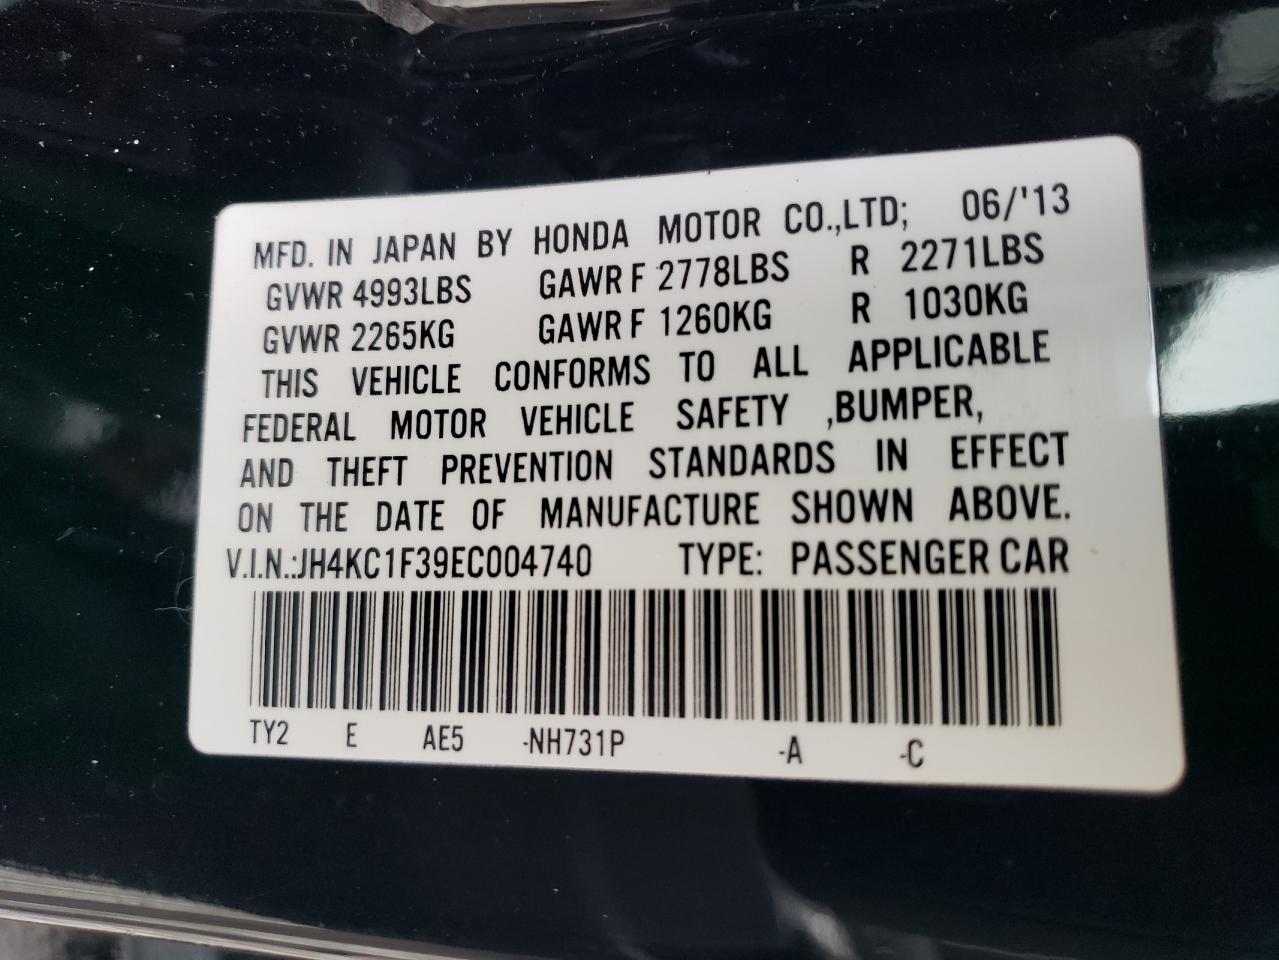 MFD. IN JAPAN BY HONDA MOTOR CO.,LTD; 06/'13
GVWR 4993LBS GAWR F 2778LBS R 2271LBS
GVWR 2265KG GAWR F 1260KG R 1030KG
THIS VEHICLE CONFORMS TO ALL APPLICABLE
FEDERAL MOTOR VEHICLE SAFETY ,BUMPER,
AND THEFT PREVENTION STANDARDS IN EFFECT
ON THE DATE OF MANUFACTURE SHOWN ABOVE.
V.I.N.:JH4KC1F39EC004740 TYPE: PASSENGER CAR
TY2 E AE5 -NH731P -A -C